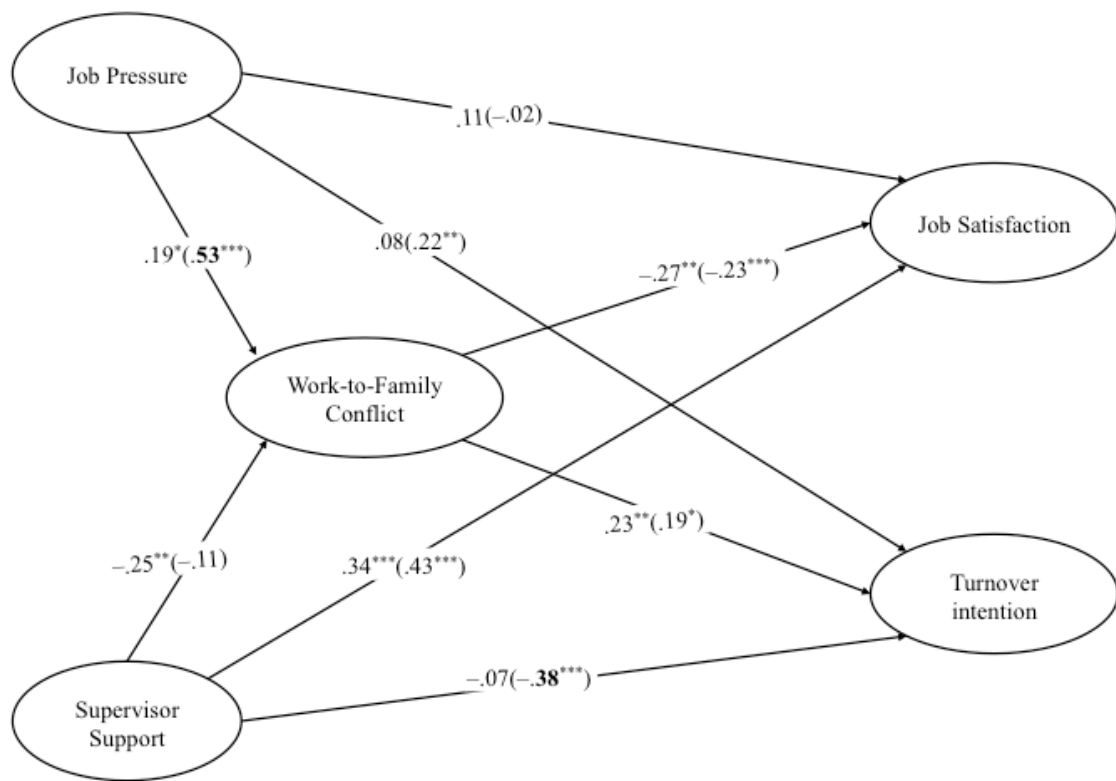 Job Pressure
.11(–.02)
Job Satisfaction
.19*(.53***)
.08(.22**)
–.27**(–.23***)
Work-to-Family
Conflict
.23**(.19*)
–.25**(–.11)
.34***(.43***)
Turnover
intention
–.07(–.38***)
Supervisor
Support